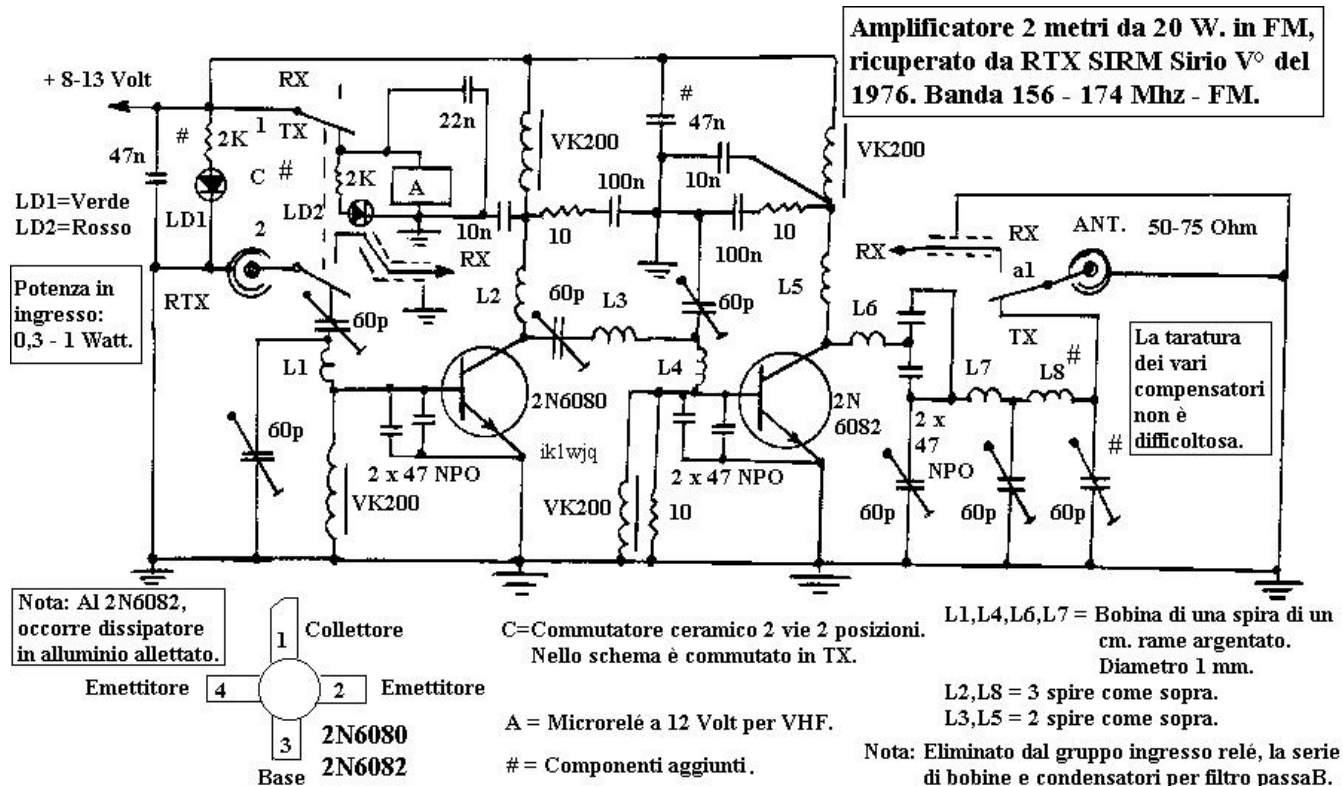 Amplificatore 2 metri da 20 W. in FM,
ricuperato da RTX SIRM Sirio V° del
1976. Banda 156 - 174 Mhz - FM.
+ 8-13 Volt
RX
1
TX
#
2K
47n
C #
LD1=Verde
LD2=Rosso
LD1
2
RTX
2K
LD2
A
22n
10n
RX
VK200
100n
10
#
47n
10n
100n
10
VK200
RX
RX
ANT.
50-75 Ohm
a1
TX
Potenza in
ingresso:
0,3 - 1 Watt.
60p
L1
60p
L2
60p
L3
60p
L4
L5
L6
L7
L8
#
La taratura
dei vari
compensatori
non è
difficoltosa.
2N6080
ik1wjq
2 x 47 NPO
VK200
2N
6082
2 x 47 NPO
VK200
10
2 x
47
NPO
60p
60p
60p
#
Nota: Al 2N6082,
occorre dissipatore
in alluminio allettato.
1
Collettore
Emettitore
4
2
Emettitore
3
Base
2N6080
2N6082
C=Commutatore ceramico 2 vie 2 posizioni.
Nello schema è commutato in TX.
A = Microrelé a 12 Volt per VHF.
# = Componenti aggiunti.
L1,L4,L6,L7 = Bobina di una spira di un
cm. rame argentato.
Diametro 1 mm.
L2,L8 = 3 spire come sopra.
L3,L5 = 2 spire come sopra.
Nota: Eliminato dal gruppo ingresso relé, la serie
di bobine e condensatori per filtro passaB.